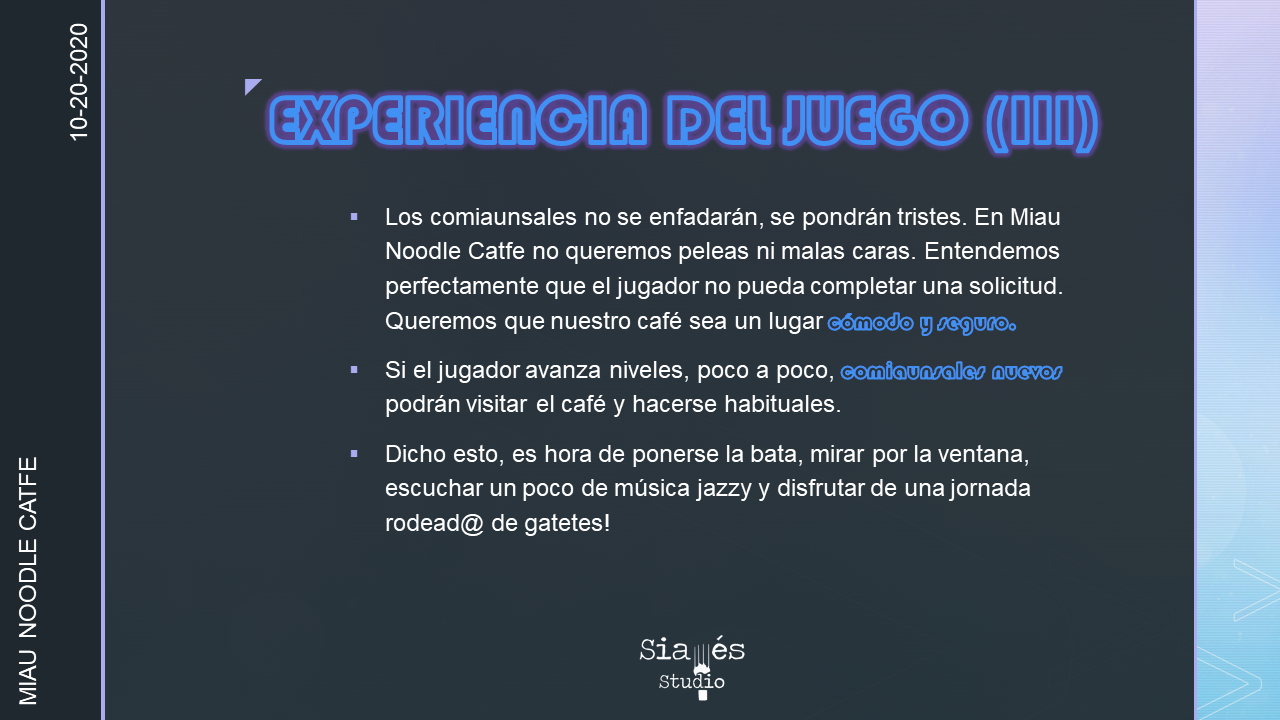 10-20-2020
MIAU NOODLE CATFE
EXPERIENCIA DEL JUEGO (III)
Los comiaunsales no se enfadarán, se pondrán tristes. En Miau
Noodle Catfe no queremos peleas ni malas caras. Entendemos
perfectamente que el jugador no pueda completar una solicitud.
Queremos que nuestro café sea un lugar cómodo y seguro.
Si el jugador avanza niveles, poco a poco, comiaunsales nuevos
podrán visitar el café y hacerse habituales.
Dicho esto, es hora de ponerse la bata, mirar por la ventana,
escuchar un poco de música jazzy y disfrutar de una jornada
rodead@ de gatetes!
Siamés
Studio